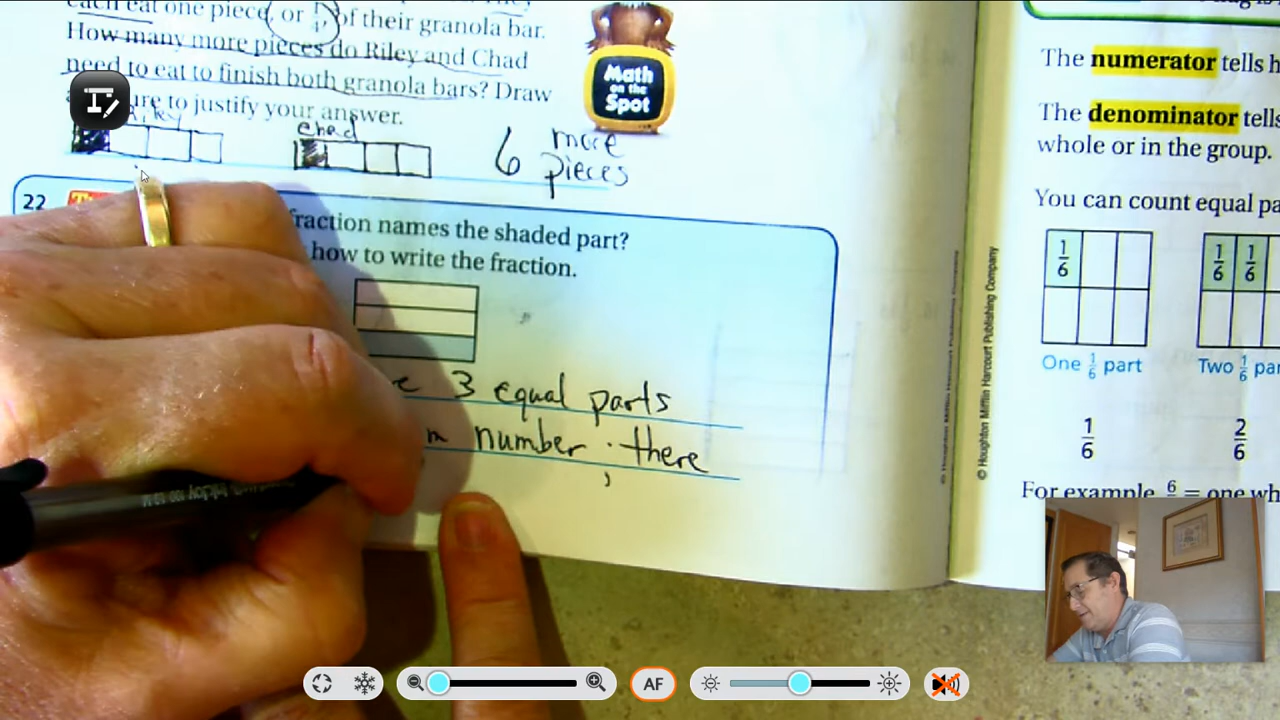 each eat one piece, or 1/4, of their granola bar.
How many more pieces do Riley and Chad
need to eat to finish both granola bars? Draw
to justify your answer.
Math
on the
Spot
Chad
6 more
pieces
22
fraction names the shaded part?
how to write the fraction.
3 equal parts
number . there
,
The numerator tells
The denominator tells
whole or in the group.
You can count equal
1/6
1/6 1/6
One 1/6 part
Two 1/6
1/6
2/6
For example, 6/6 = one
© Houghton Mifflin Harcourt Publishing Company
© Houghton Mifflin Harcourt Publishing Company
AF